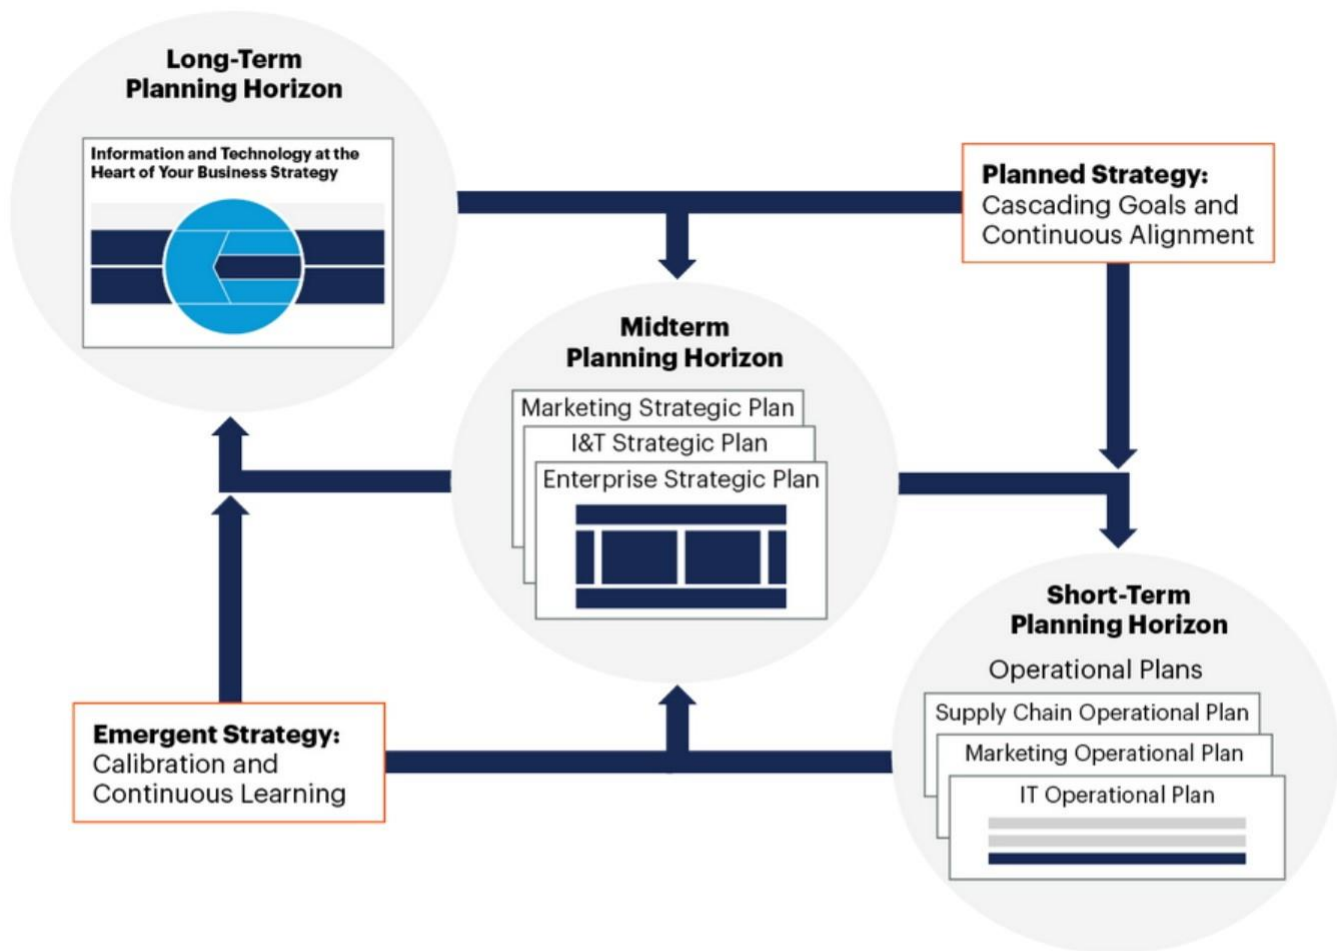 Long-Term
Planning Horizon
Information and Technology at the
Heart of Your Business Strategy
Planned Strategy:
Cascading Goals and
Continuous Alignment
Midterm
Planning Horizon
Marketing Strategic Plan
I&T Strategic Plan
Enterprise Strategic Plan
Short-Term
Planning Horizon
Operational Plans
Supply Chain Operational Plan
Marketing Operational Plan
IT Operational Plan
Emergent Strategy:
Calibration and
Continuous Learning